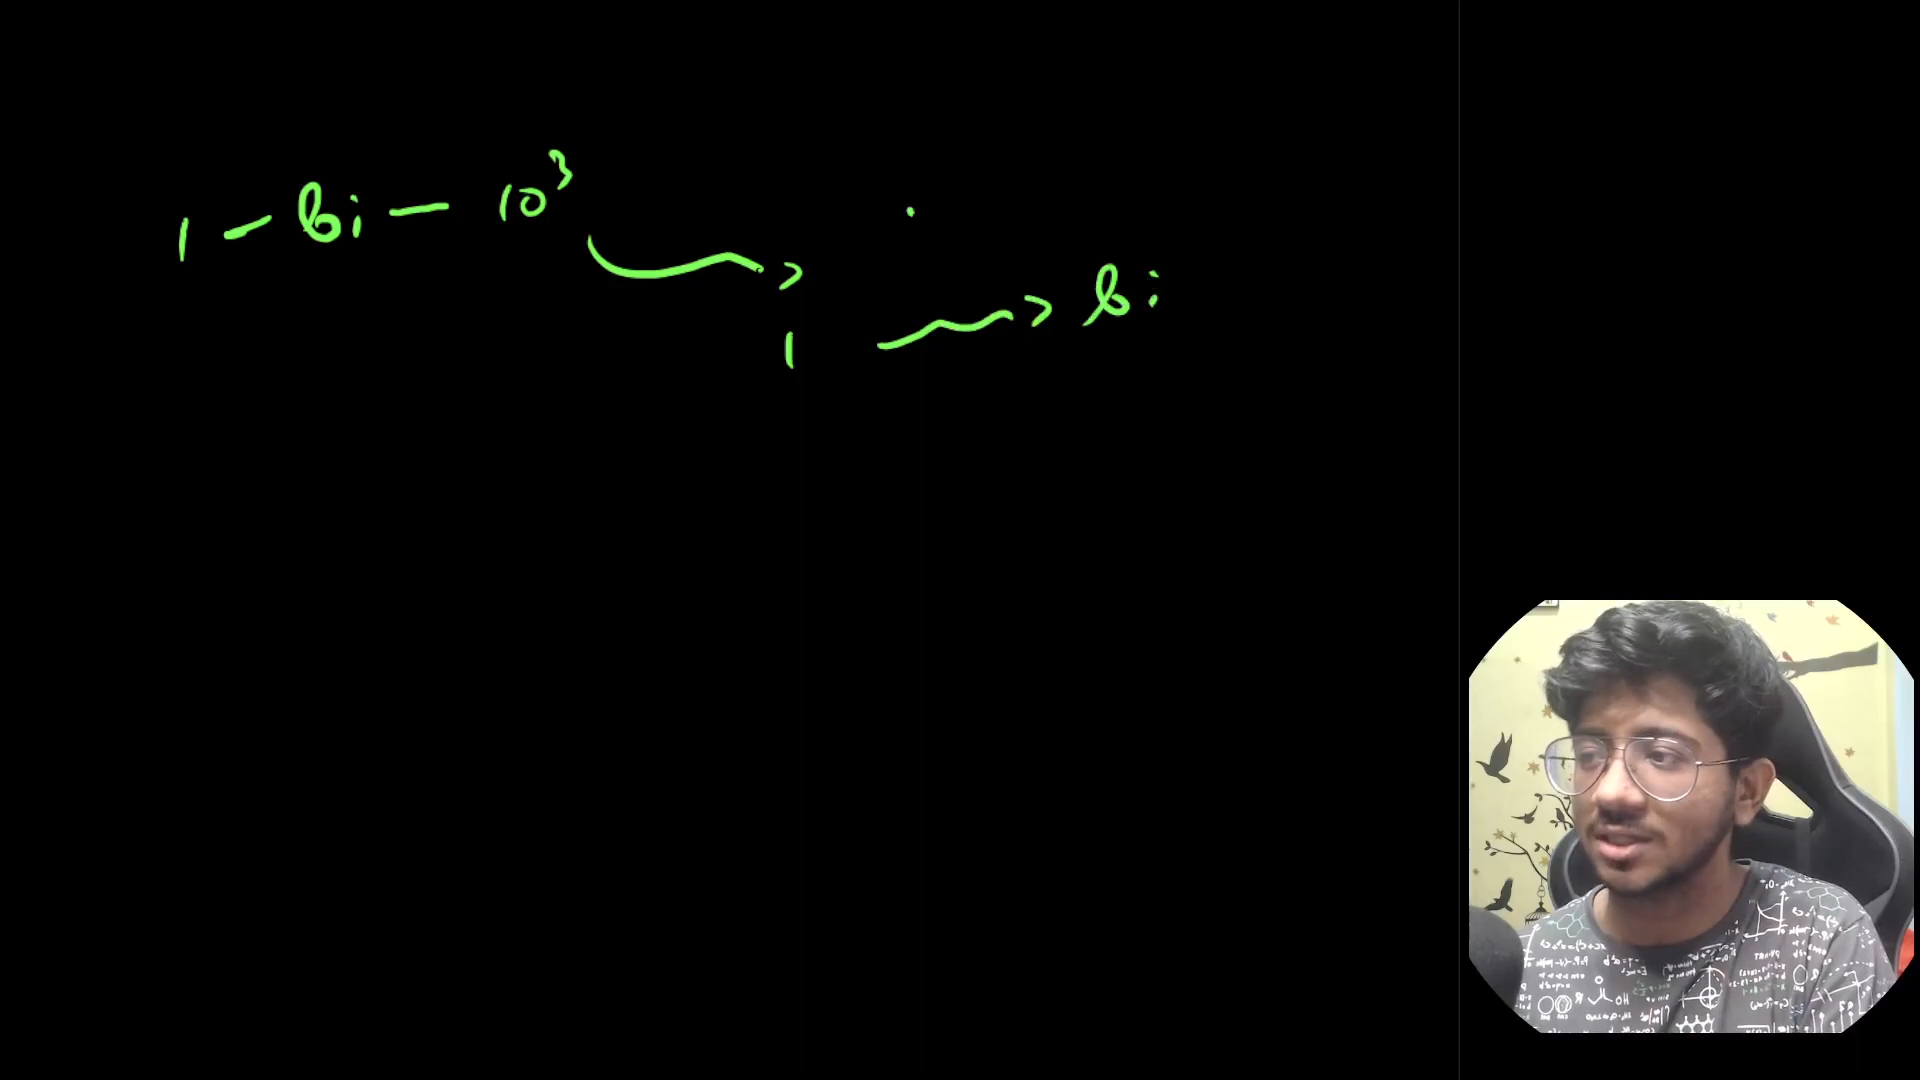 1 - bi - 10³
1 → bi